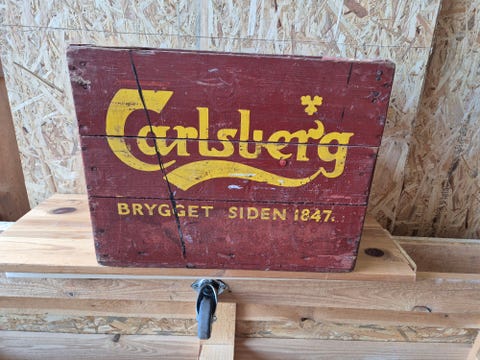 Carlsberg
BRYGGET SIDEN 1847.